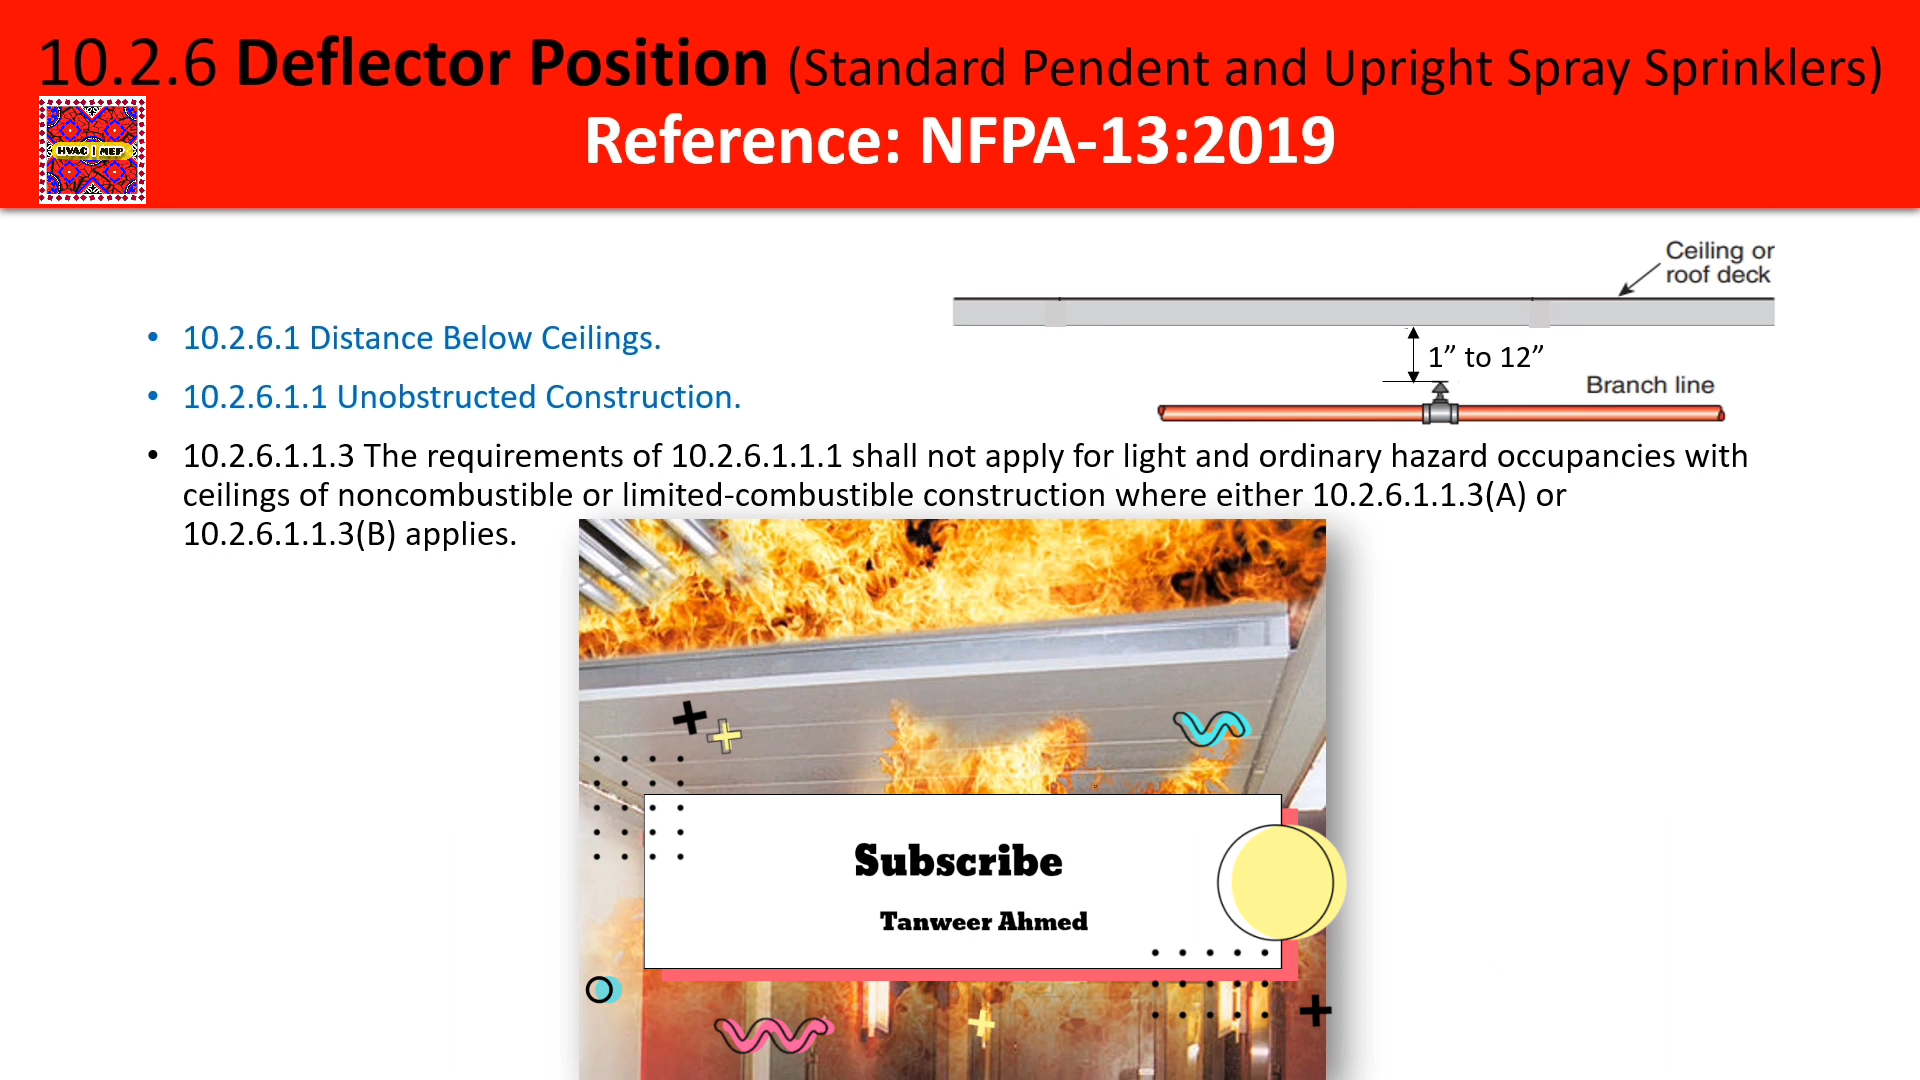 10.2.6 Deflector Position (Standard Pendent and Upright Spray Sprinklers)
Reference: NFPA-13:2019
HVAC | MEP
Ceiling or
roof deck
1” to 12”
Branch line
• 10.2.6.1 Distance Below Ceilings.
• 10.2.6.1.1 Unobstructed Construction.
• 10.2.6.1.1.3 The requirements of 10.2.6.1.1.1 shall not apply for light and ordinary hazard occupancies with
ceilings of noncombustible or limited-combustible construction where either 10.2.6.1.1.3(A) or
10.2.6.1.1.3(B) applies.
Subscribe
Tanweer Ahmed